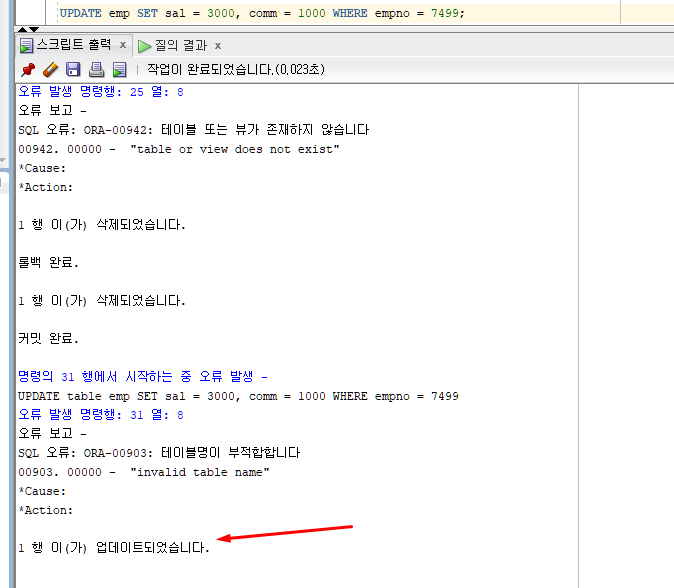 UPDATE emp SET sal = 3000, comm = 1000 WHERE empno = 7499;
스크립트 출력 x 질의 결과 x
작업이 완료되었습니다.(0,023초)
오류 발생 명령행: 25 열: 8
오류 보고 -
SQL 오류: ORA-00942: 테이블 또는 뷰가 존재하지 않습니다
00942. 00000 -  "table or view does not exist"
*Cause:
*Action:
1 행 이(가) 삭제되었습니다.
롤백 완료.
1 행 이(가) 삭제되었습니다.
커밋 완료.
명령의 31 행에서 시작하는 중 오류 발생 -
UPDATE table emp SET sal = 3000, comm = 1000 WHERE empno = 7499
오류 발생 명령행: 31 열: 8
오류 보고 -
SQL 오류: ORA-00903: 테이블명이 부적합합니다
00903. 00000 -  "invalid table name"
*Cause:
*Action:
1 행 이(가) 업데이트되었습니다.